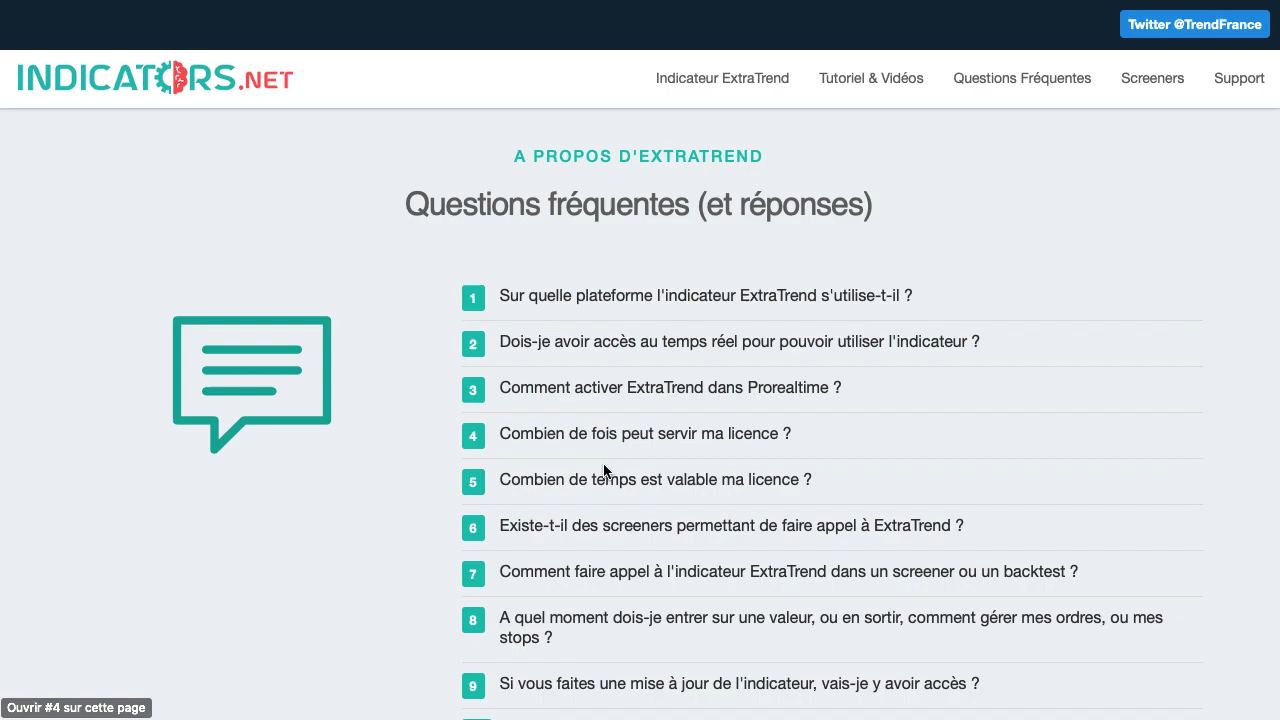 Twitter @TrendFrance
INDICATORS.NET
Indicateur ExtraTrend
Tutoriel & Vidéos
Questions Fréquentes
Screeners
Support
A PROPOS D'EXTRATREND
Questions fréquentes (et réponses)
1 Sur quelle plateforme l'indicateur ExtraTrend s'utilise-t-il ?
2 Dois-je avoir accès au temps réel pour pouvoir utiliser l'indicateur ?
3 Comment activer ExtraTrend dans Prorealtime ?
4 Combien de fois peut servir ma licence ?
5 Combien de temps est valable ma licence ?
6 Existe-t-il des screeners permettant de faire appel à ExtraTrend ?
7 Comment faire appel à l'indicateur ExtraTrend dans un screener ou un backtest ?
8 A quel moment dois-je entrer sur une valeur, ou en sortir, comment gérer mes ordres, ou mes
stops ?
9 Si vous faites une mise à jour de l'indicateur, vais-je y avoir accès ?
Ouvrir #4 sur cette page